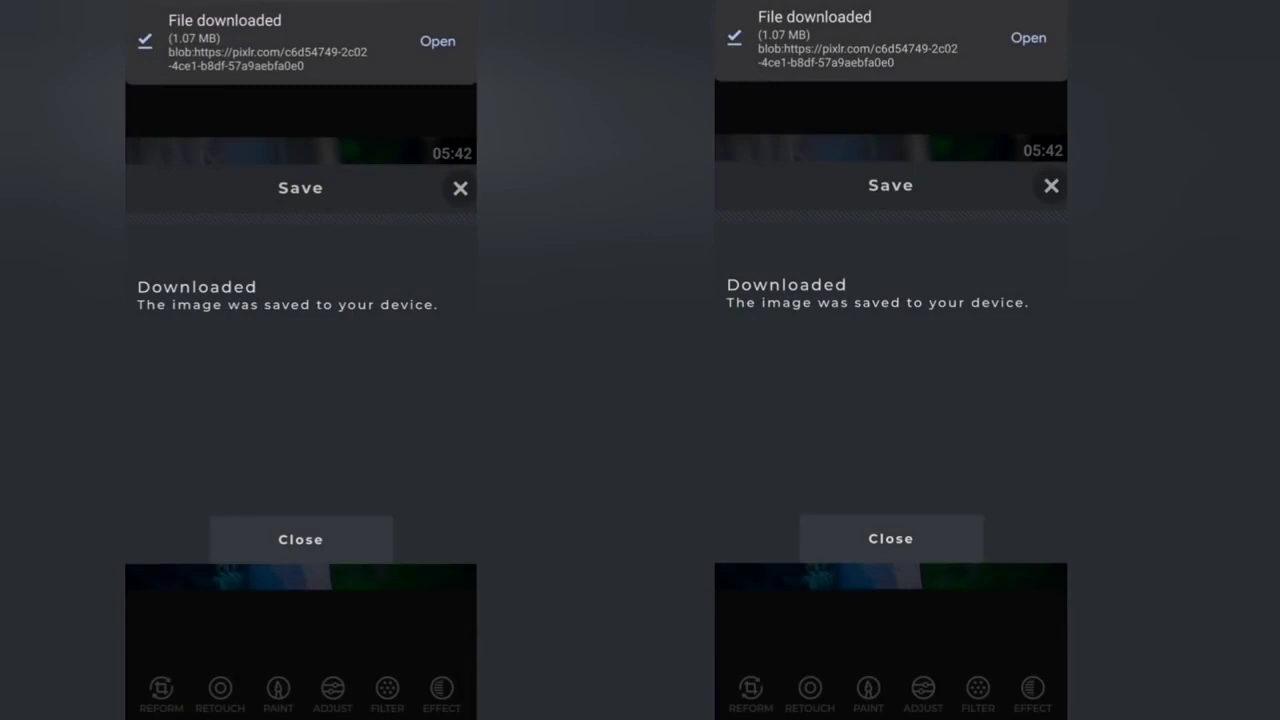 File downloaded
(1.07 MB)
blob:https://pixlr.com/c6d54749-2c02
-4ce1-b8df-57a9aebfa0e0
Open
05:42
Save
Downloaded
The image was saved to your device.
Close
REFORM RETOUCH PAINT ADJUST FILTER EFFECT
File downloaded
(1.07 MB)
blob:https://pixlr.com/c6d54749-2c02
-4ce1-b8df-57a9aebfa0e0
Open
05:42
Save
Downloaded
The image was saved to your device.
Close
REFORM RETOUCH PAINT ADJUST FILTER EFFECT